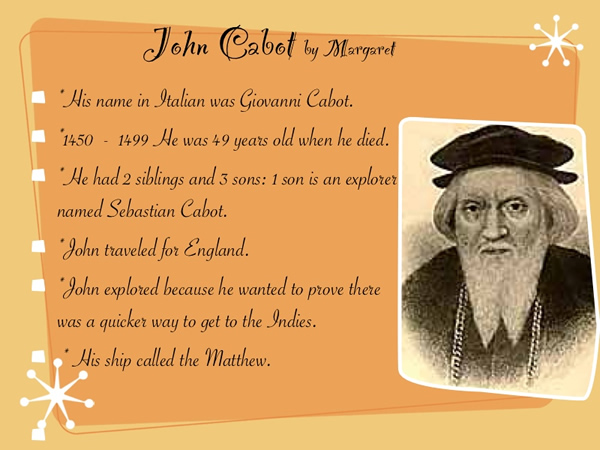 John Cabot by Margaret
*His name in Italian was Giovanni Cabot.
*1450 - 1499 He was 49 years old when he died.
*He had 2 siblings and 3 sons: 1 son is an explorer
named Sebastian Cabot.
*John traveled for England.
*John explored because he wanted to prove there
was a quicker way to get to the Indies.
* His ship called the Matthew.